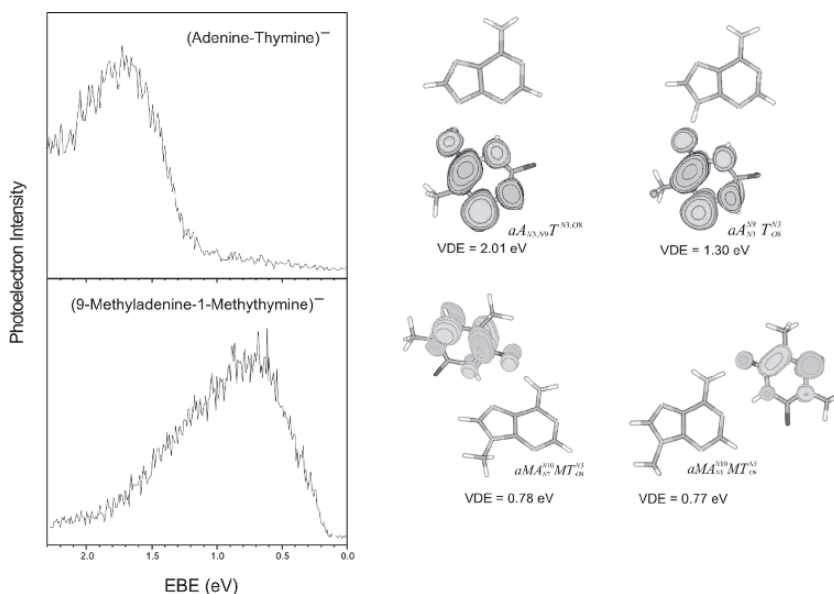 (Adenine-Thymine)−
Photoelectron Intensity
(9-Methyladenine-1-Methythymine)−
2.0 1.5 1.0 0.5 0.0
EBE (eV)
aA_{N3,N9}T^{N3,O8}
VDE = 2.01 eV
aA_{N3}^{N9} T_{O8}^{N3}
VDE = 1.30 eV
aMA_{N7}^{N10} MT_{O8}^{N3}
VDE = 0.78 eV
aMA_{N1}^{N10} MT_{O8}^{N3}
VDE = 0.77 eV